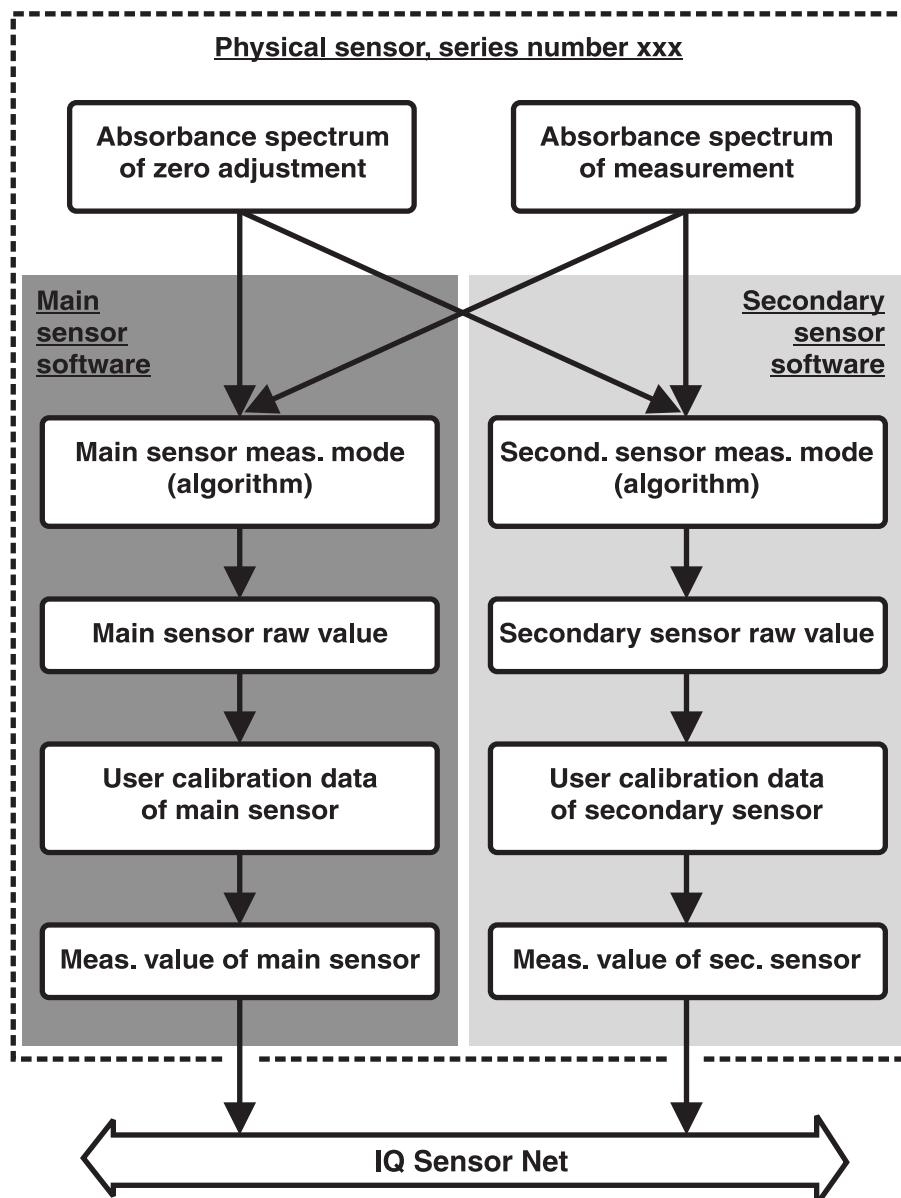 Physical sensor, series number xxx
Absorbance spectrum
of zero adjustment
Absorbance spectrum
of measurement
Main
sensor
software
Secondary
sensor
software
Main sensor meas. mode
(algorithm)
Second. sensor meas. mode
(algorithm)
Main sensor raw value
Secondary sensor raw value
User calibration data
of main sensor
User calibration data
of secondary sensor
Meas. value of main sensor
Meas. value of sec. sensor
IQ Sensor Net